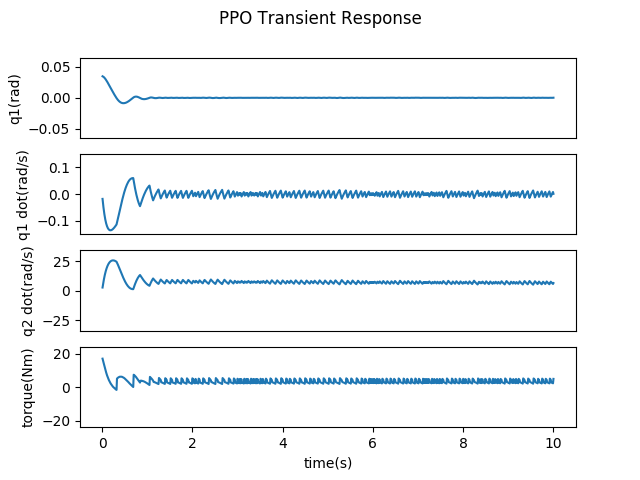 PPO Transient Response
q1(rad)
0.05
0.00
−0.05
q1 dot(rad/s)
0.1
0.0
−0.1
q2 dot(rad/s)
25
0
−25
torque(Nm)
20
0
−20
0 2 4 6 8 10
time(s)